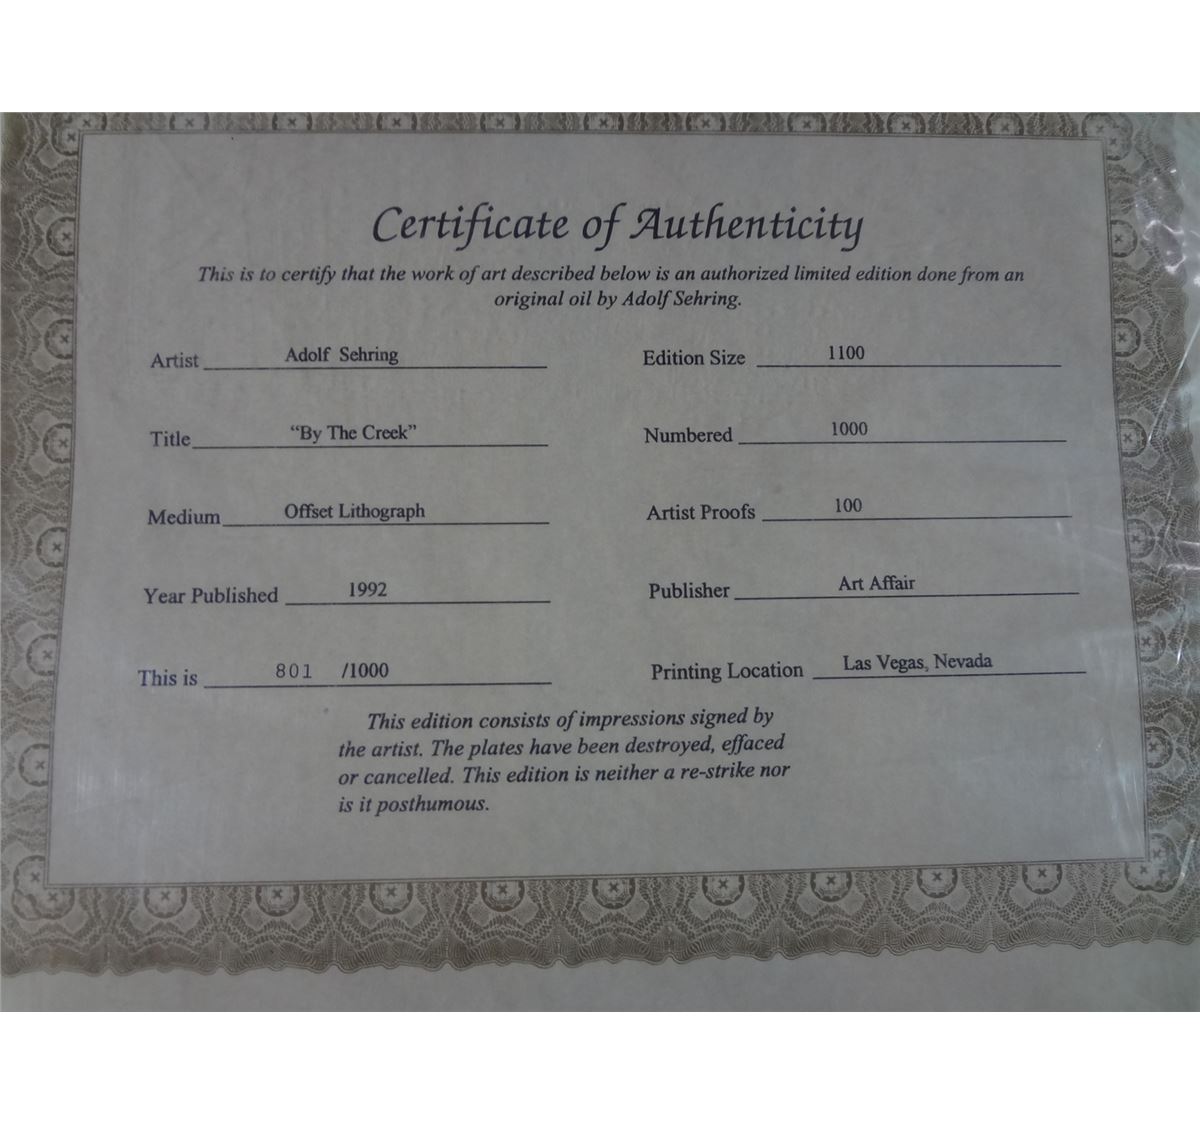 Certificate of Authenticity
This is to certify that the work of art described below is an authorized limited edition done from an
original oil by Adolf Sehring.
Artist Adolf Sehring
Edition Size 1100
Title "By The Creek"
Numbered 1000
Medium Offset Lithograph
Artist Proofs 100
Year Published 1992
Publisher Art Affair
This is 801 /1000
Printing Location Las Vegas, Nevada
This edition consists of impressions signed by
the artist. The plates have been destroyed, effaced
or cancelled. This edition is neither a re-strike nor
is it posthumous.